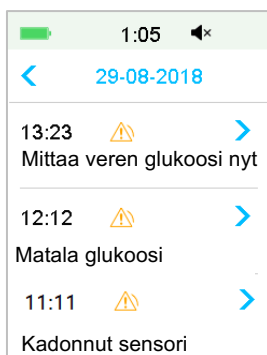 1:05
29-08-2018
13:23
Mittaa veren glukoosi nyt
12:12
Matala glukoosi
11:11
Kadonnut sensori